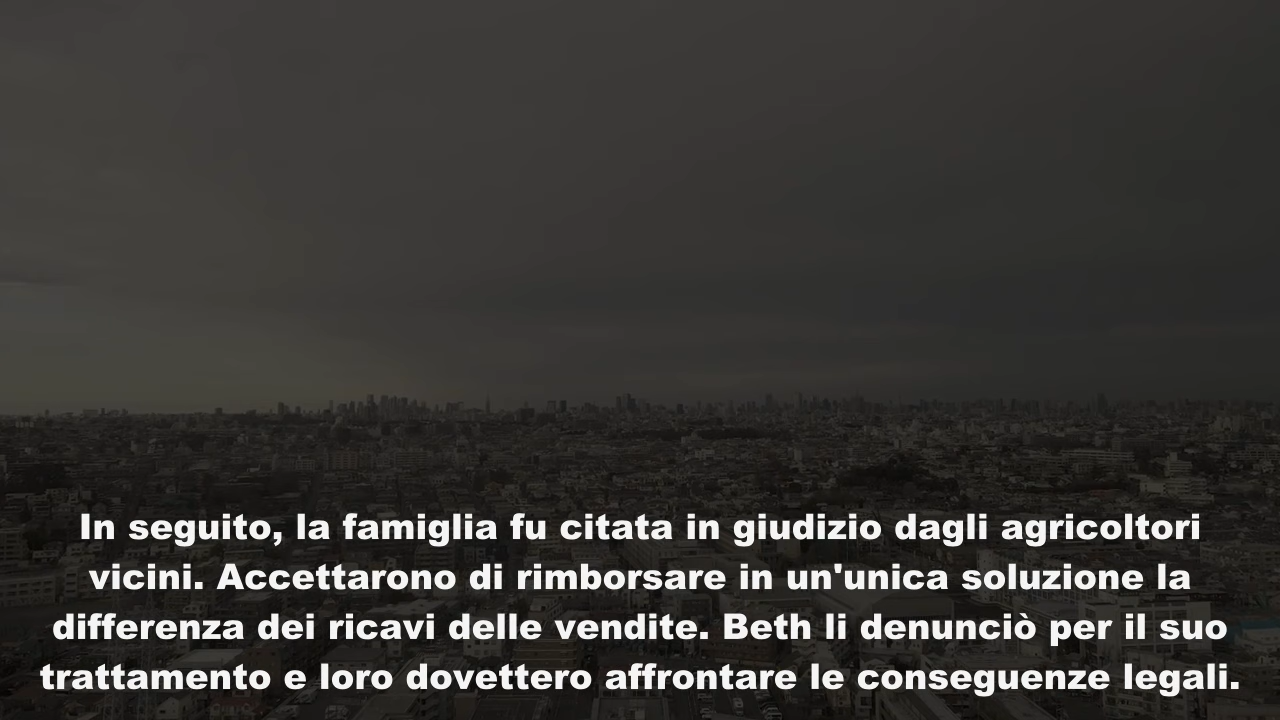 In seguito, la famiglia fu citata in giudizio dagli agricoltori
vicini. Accettarono di rimborsare in un'unica soluzione la
differenza dei ricavi delle vendite. Beth li denunciò per il suo
trattamento e loro dovettero affrontare le conseguenze legali.